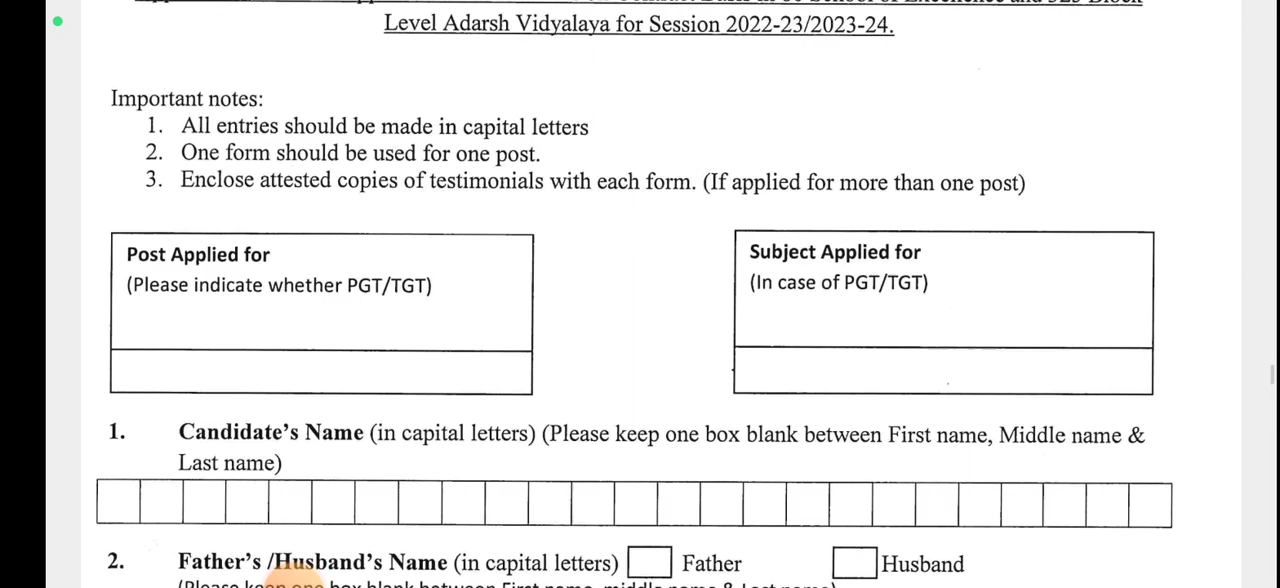 Level Adarsh Vidyalaya for Session 2022-23/2023-24.
Important notes:
1. All entries should be made in capital letters
2. One form should be used for one post.
3. Enclose attested copies of testimonials with each form. (If applied for more than one post)
Post Applied for
(Please indicate whether PGT/TGT)
Subject Applied for
(In case of PGT/TGT)
1. Candidate's Name (in capital letters) (Please keep one box blank between First name, Middle name &
Last name)
2. Father's /Husband's Name (in capital letters) Father Husband